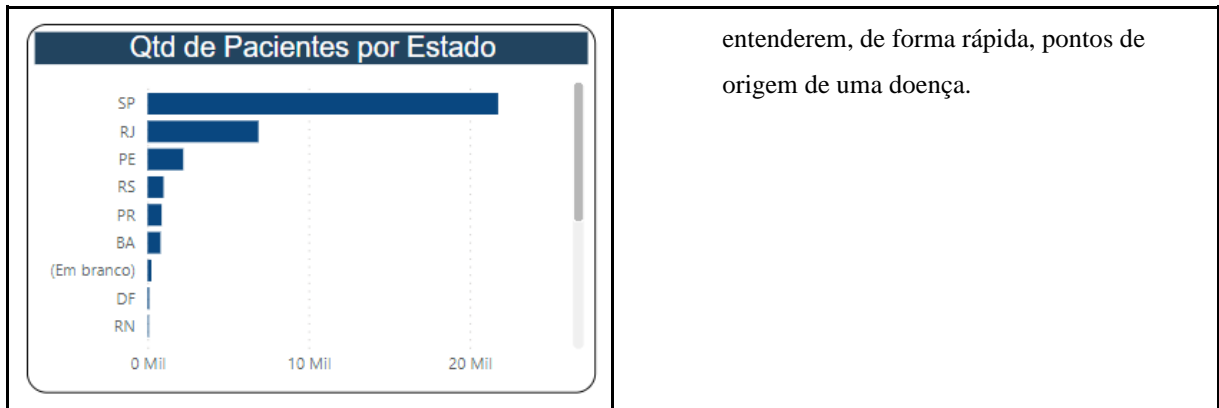 Qtd de Pacientes por Estado
SP
RJ
PE
RS
PR
BA
(Em branco)
DF
RN
0 Mil 10 Mil 20 Mil
entenderem, de forma rápida, pontos de
origem de uma doença.